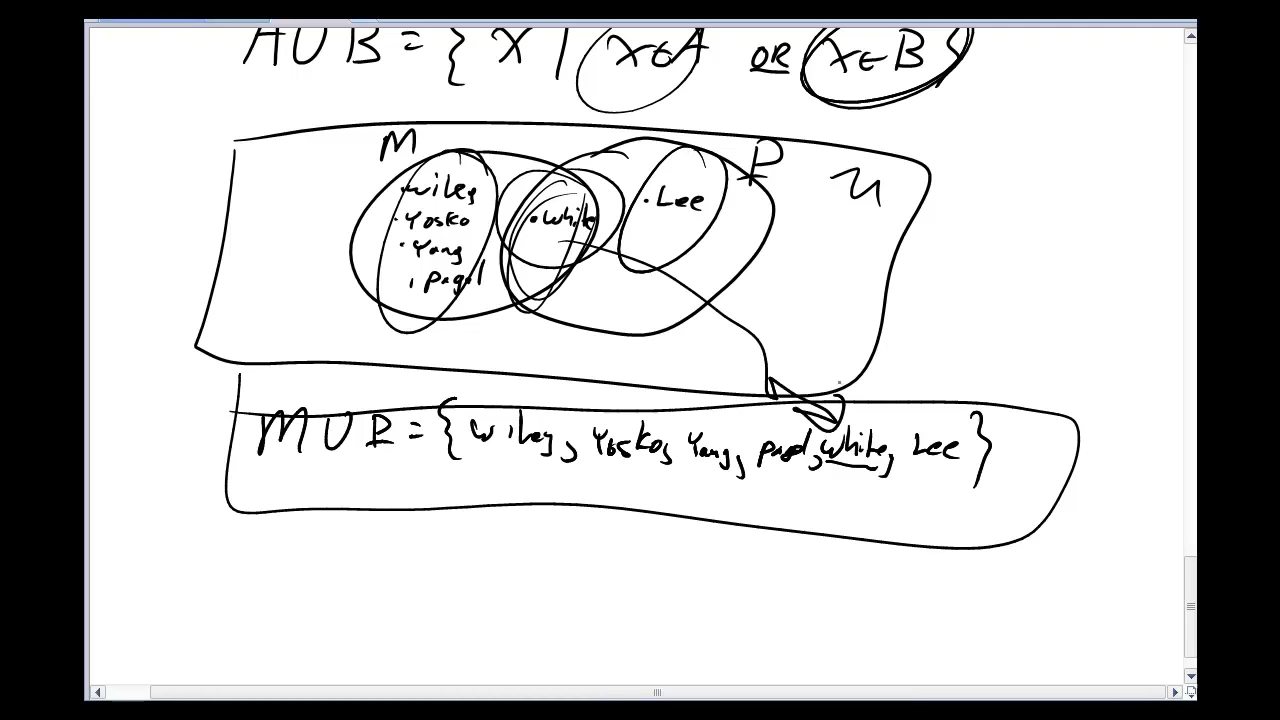 A ∪ B = { x | x ∈ A OR x ∈ B
M
P
U
· Wiley
· Yosko
· Yang
· Pagal
· White
· Lee
M ∪ P = { Wiley, Yosko, Yang, Pagal, White, Lee }